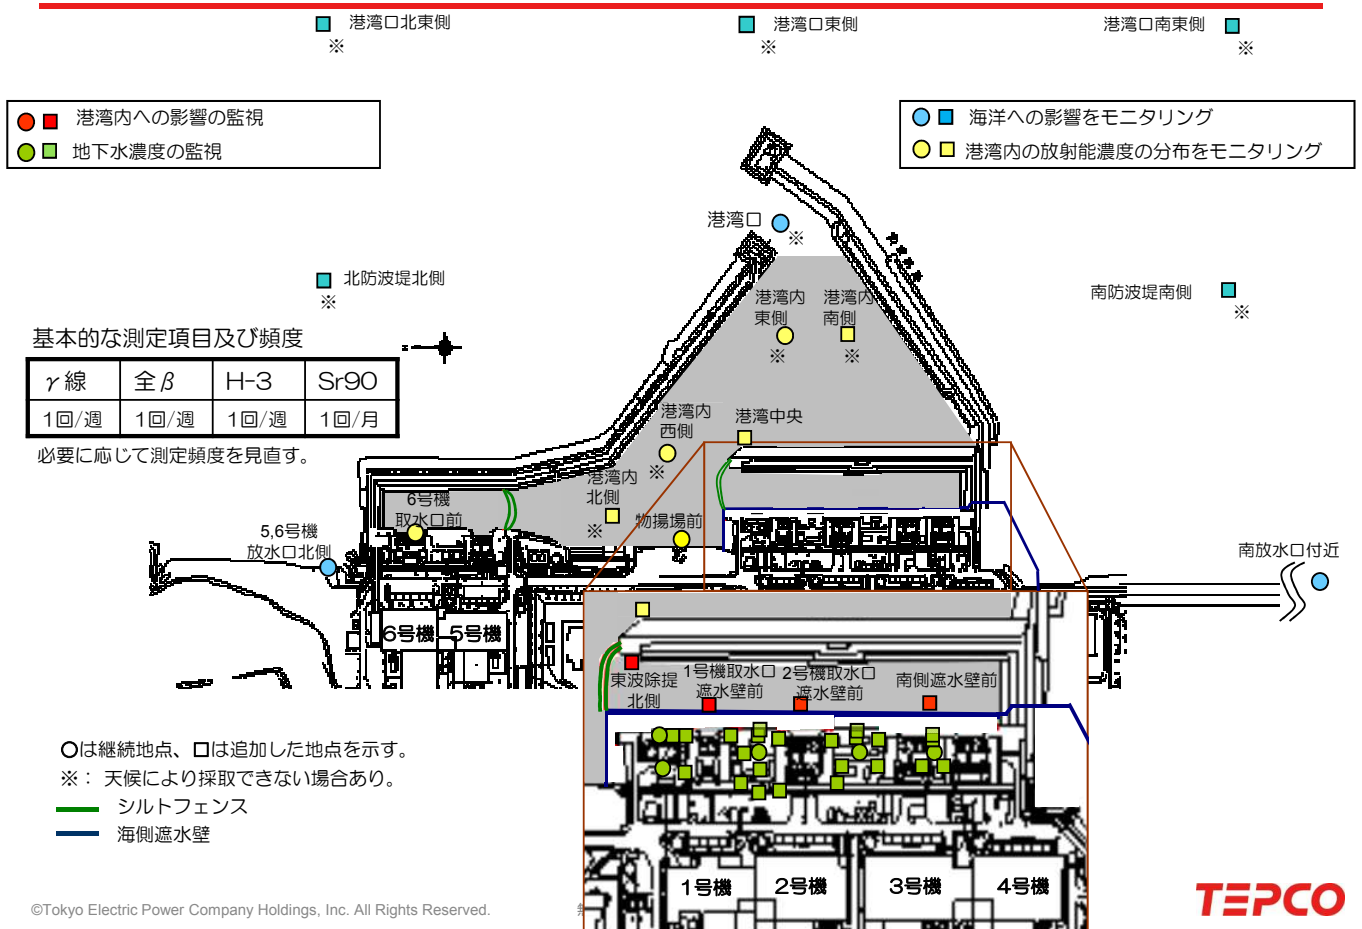 港湾口北東側
※
港湾口東側
※
港湾口南東側
※
港湾内への影響の監視
地下水濃度の監視
海洋への影響をモニタリング
港湾内の放射能濃度の分布をモニタリング
港湾口
※
北防波堤北側
※
南防波堤南側
※
港湾内
東側
※
港湾内
南側
※
基本的な測定項目及び頻度
γ線 全β H-3 Sr90
1回/週 1回/週 1回/週 1回/月
必要に応じて測定頻度を見直す。
港湾内
西側
※
港湾中央
港湾内
北側
※
物揚場前
6号機
取水口前
5,6号機
放水口北側
南放水口付近
6号機
5号機
東波除堤
北側
1号機取水口
遮水壁前
2号機取水口
遮水壁前
南側遮水壁前
○は継続地点、□は追加した地点を示す。
※： 天候により採取できない場合あり。
シルトフェンス
海側遮水壁
1号機
2号機
3号機
4号機
©Tokyo Electric Power Company Holdings, Inc. All Rights Reserved.
TEPCO